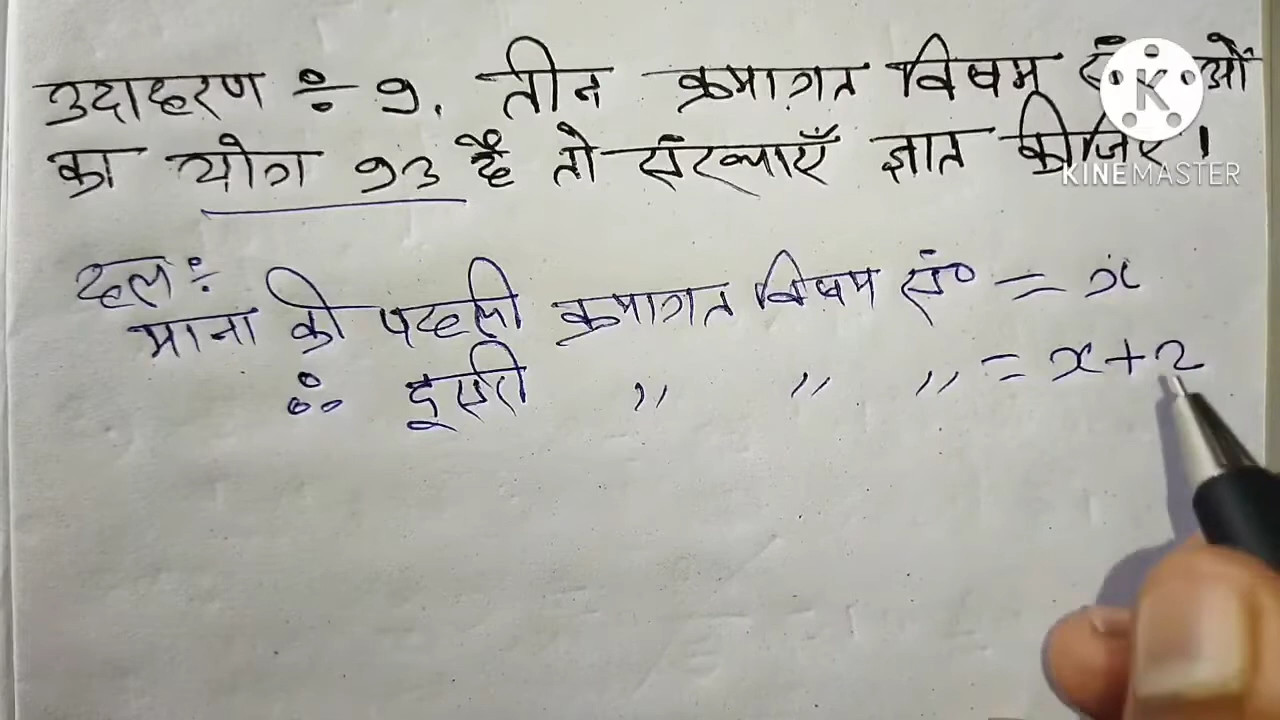 उदाहरण ÷ 9. तीन क्रमागत विषम सं ओं
का योग 93 है तो संख्याएँ ज्ञात कीजिए।
KINEMASTER
हल ÷
माना की पहली क्रमागत विषम सं० = x
∴ दूसरी " " " = x+2